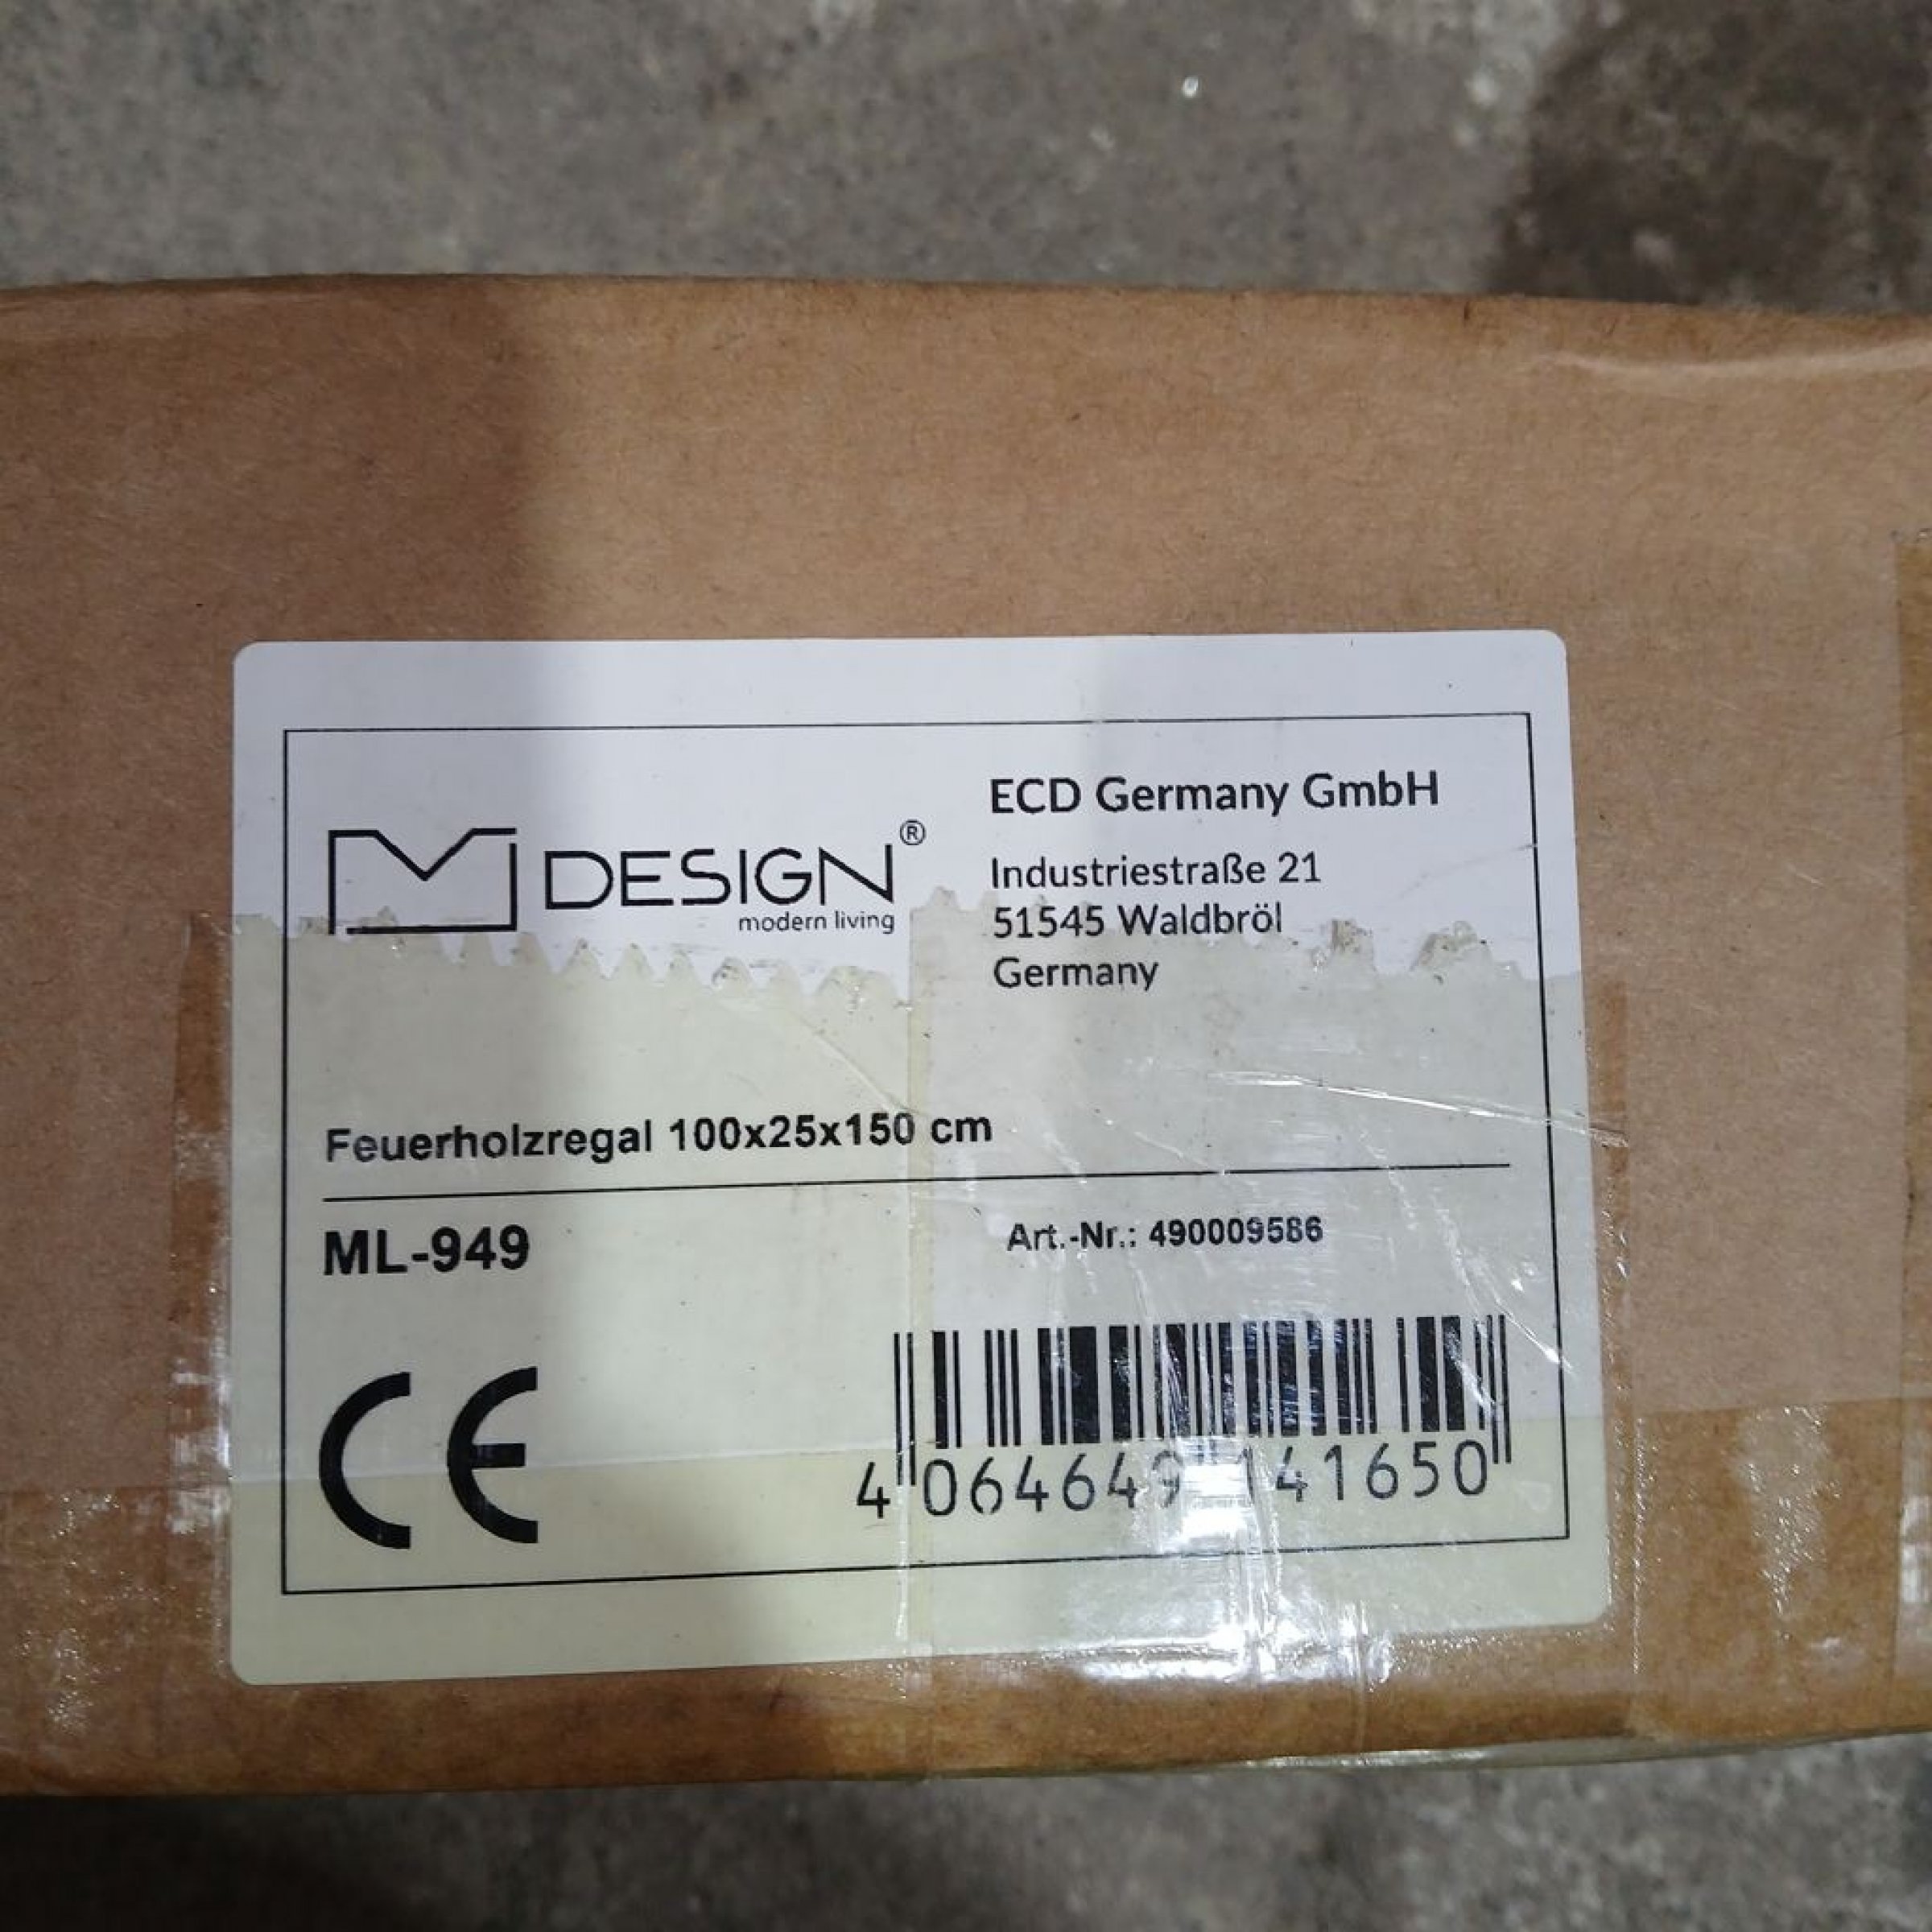 M DESIGN®
modern living
ECD Germany GmbH
Industriestraße 21
51545 Waldbröl
Germany
Feuerholzregal 100x25x150 cm
ML-949
Art.-Nr.: 490009586
CE
4 064649 141650